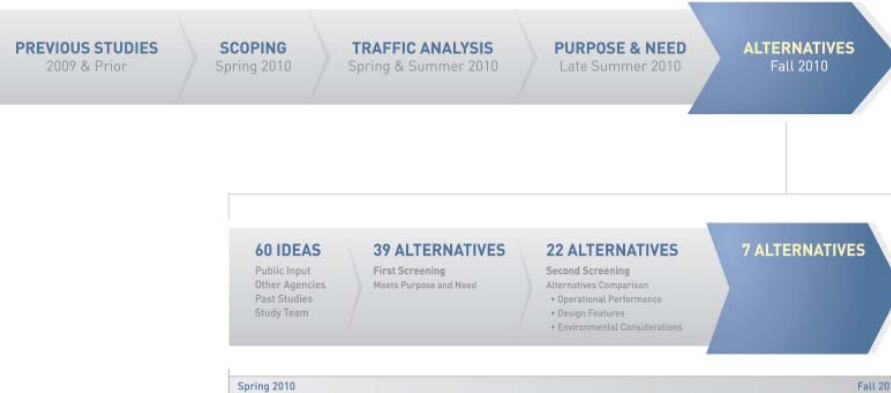 PREVIOUS STUDIES
2009 & Prior
SCOPING
Spring 2010
TRAFFIC ANALYSIS
Spring & Summer 2010
PURPOSE & NEED
Late Summer 2010
ALTERNATIVES
Fall 2010
60 IDEAS
Public Input
Other Agencies
Past Studies
Study Team
39 ALTERNATIVES
First Screening
Meets Purpose and Need
22 ALTERNATIVES
Second Screening
Alternatives Comparison
• Operational Performance
• Design Features
• Environmental Considerations
7 ALTERNATIVES
Spring 2010
Fall 20